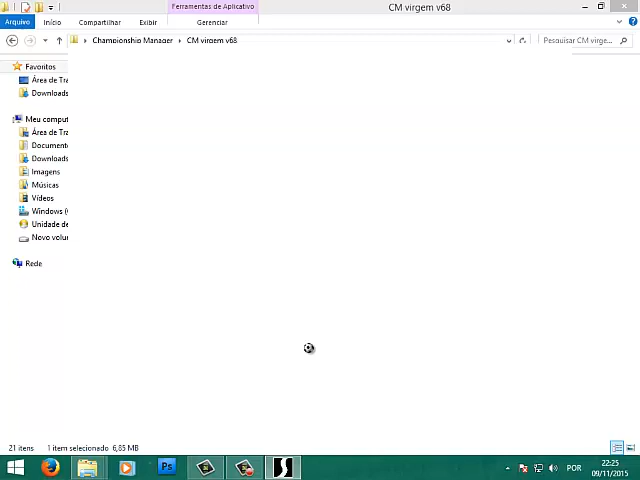 Ferramentas de Aplicativo
CM virgem v68
Arquivo Início Compartilhar Exibir Gerenciar
Championship Manager CM virgem v68
Pesquisar CM virge...
Favoritos
Área de Tra
Downloads
Meu comput
Área de Tra
Document
Downloads
Imagens
Músicas
Vídeos
Windows (
Unidade de
Novo volu
Rede
21 itens 1 item selecionado 6,85 MB
Ps
POR
22:25
09/11/2015